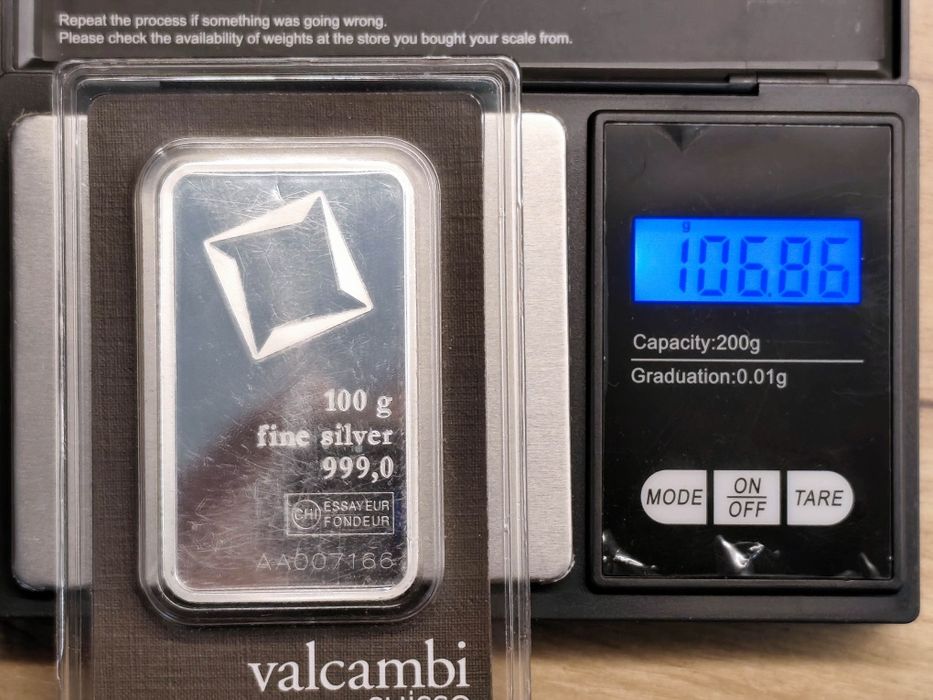 Repeat the process if something was going wrong.
Please check the availability of weights at the store you bought your scale from.
g
106.86
Capacity:200g
Graduation:0.01g
MODE
ON
OFF
TARE
100 g
fine silver
999,0
CHI
ESSAYEUR
FONDEUR
AA007166
valcambi
suisse